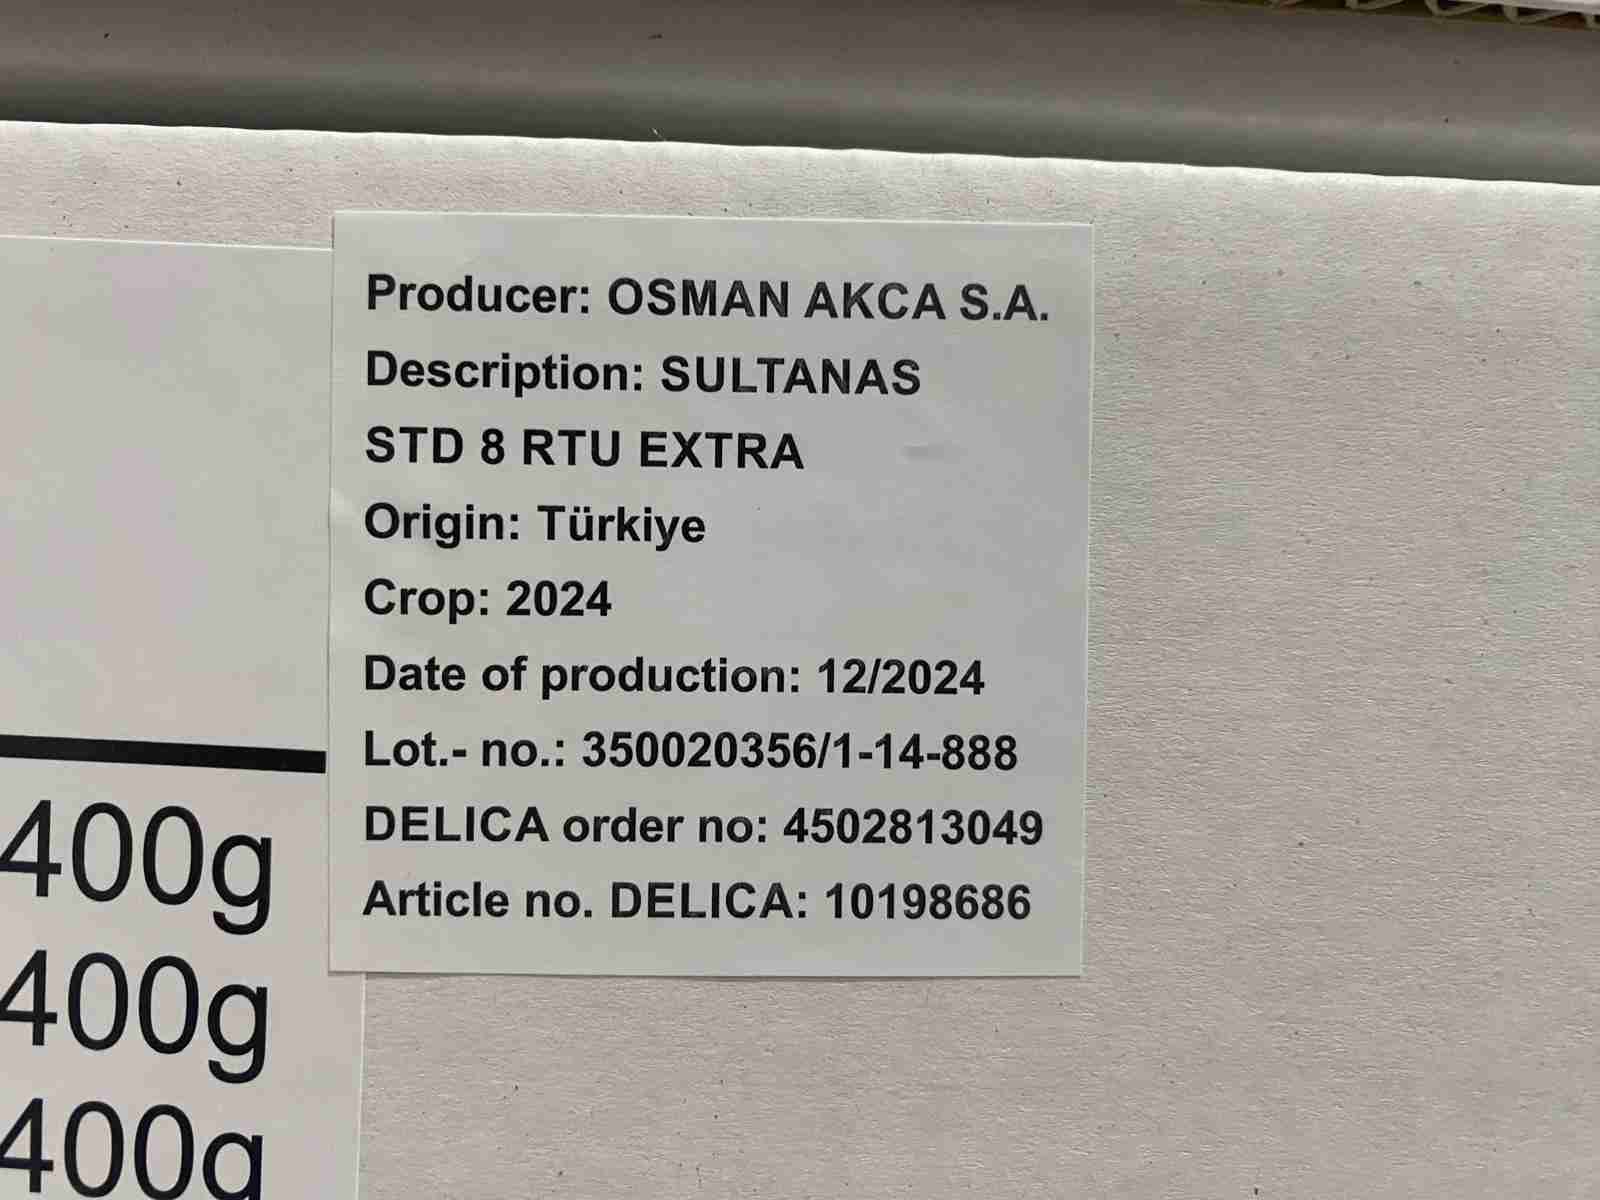 Producer: OSMAN AKCA S.A.
Description: SULTANAS
STD 8 RTU EXTRA
Origin: Türkiye
Crop: 2024
Date of production: 12/2024
Lot.- no.: 350020356/1-14-888
DELICA order no: 4502813049
Article no. DELICA: 10198686
400g
400g
400g